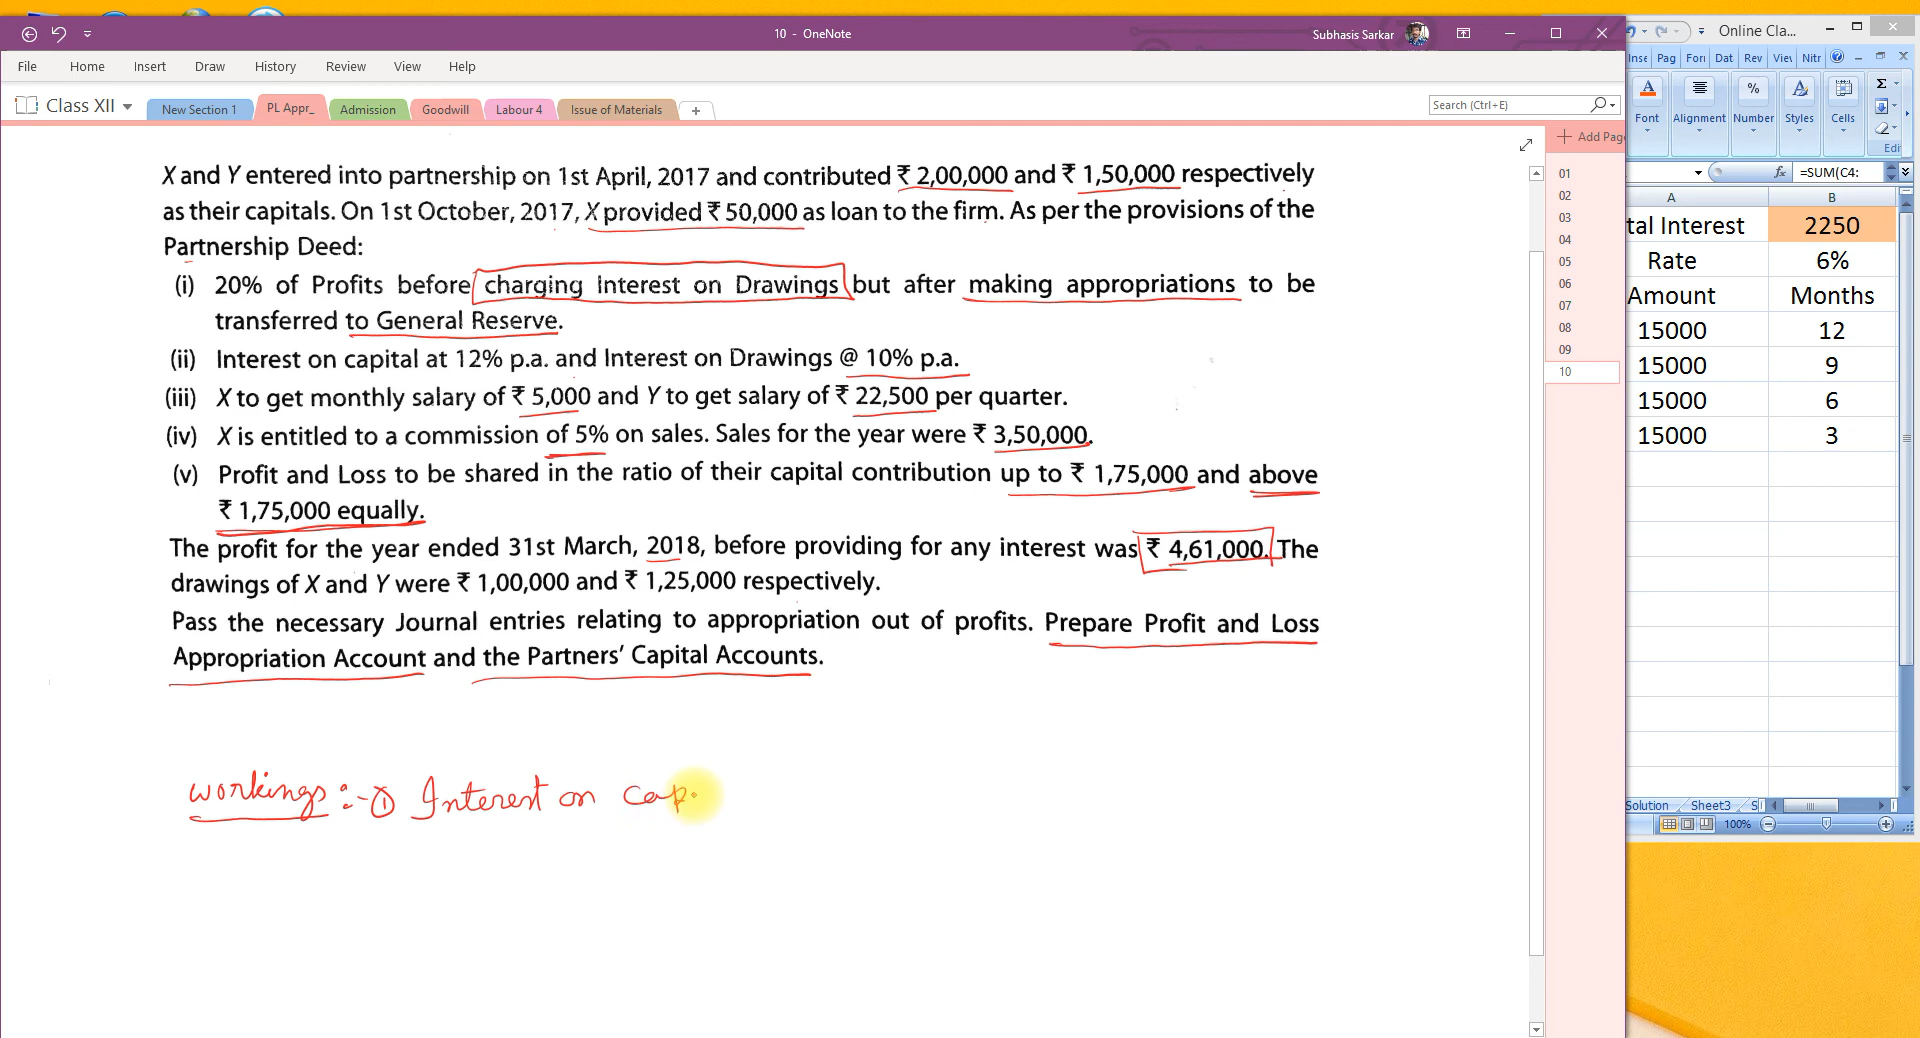 10 - OneNote
Subhasis Sarkar
File Home Insert Draw History Review View Help
Class XII New Section 1 PL Appr_ Admission Goodwill Labour 4 Issue of Materials +
Search (Ctrl+E)
Add Page
X and Y entered into partnership on 1st April, 2017 and contributed ₹ 2,00,000 and ₹ 1,50,000 respectively
as their capitals. On 1st October, 2017, X provided ₹ 50,000 as loan to the firm. As per the provisions of the
Partnership Deed:
(i) 20% of Profits before charging Interest on Drawings but after making appropriations to be
transferred to General Reserve.
(ii) Interest on capital at 12% p.a. and Interest on Drawings @ 10% p.a.
(iii) X to get monthly salary of ₹ 5,000 and Y to get salary of ₹ 22,500 per quarter.
(iv) X is entitled to a commission of 5% on sales. Sales for the year were ₹ 3,50,000.
(v) Profit and Loss to be shared in the ratio of their capital contribution up to ₹ 1,75,000 and above
₹ 1,75,000 equally.
The profit for the year ended 31st March, 2018, before providing for any interest was ₹ 4,61,000. The
drawings of X and Y were ₹ 1,00,000 and ₹ 1,25,000 respectively.
Pass the necessary Journal entries relating to appropriation out of profits. Prepare Profit and Loss
Appropriation Account and the Partners' Capital Accounts.
workings :- ① Interest on cap.
01
02
03
04
05
06
07
08
09
10
Online Cla...
Inse Pag Forı Dat Rev Viev Nitr
Font Alignment Number Styles Cells
Edi
fx =SUM(C4:
A B
tal Interest 2250
Rate 6%
Amount Months
15000 12
15000 9
15000 6
15000 3
Solution Sheet3 S
100%